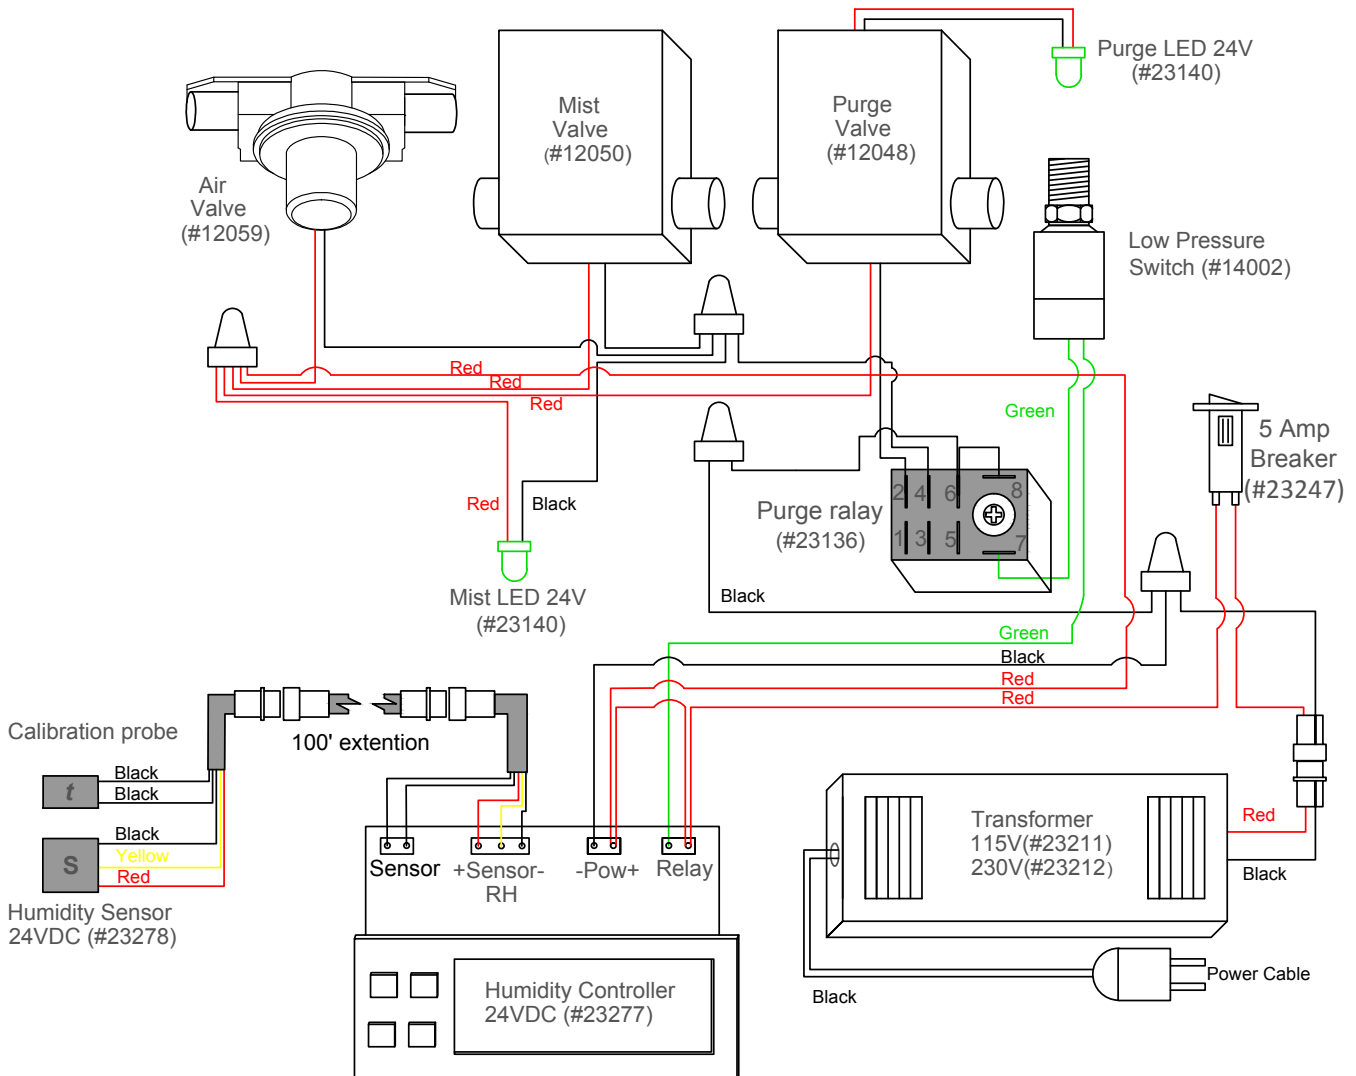 Purge LED 24V
(#23140)
Mist
Valve
(#12050)
Purge
Valve
(#12048)
Air
Valve
(#12059)
Low Pressure
Switch (#14002)
Red
Red
Red
Green
5 Amp
Breaker
(#23247)
Red
Black
Purge ralay
(#23136)
2 4 6 8
1 3 5 7
Mist LED 24V
(#23140)
Black
Green
Black
Red
Red
Calibration probe
100' extention
Black
Black
t
Black
Yellow
Red
S
Humidity Sensor
24VDC (#23278)
Sensor
+Sensor-
RH
-Pow+
Relay
Transformer
115V(#23211)
230V(#23212)
Red
Black
Humidity Controller
24VDC (#23277)
Black
Power Cable